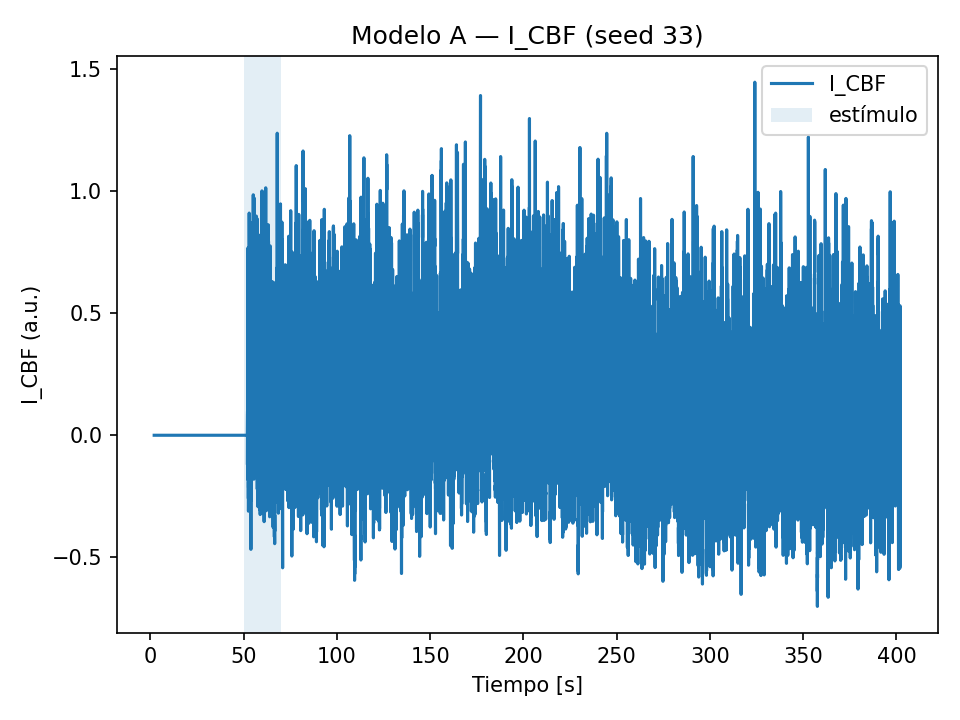 Modelo A — I_CBF (seed 33)
I_CBF
estímulo
1.5
1.0
0.5
0.0
−0.5
I_CBF (a.u.)
0 50 100 150 200 250 300 350 400
Tiempo [s]